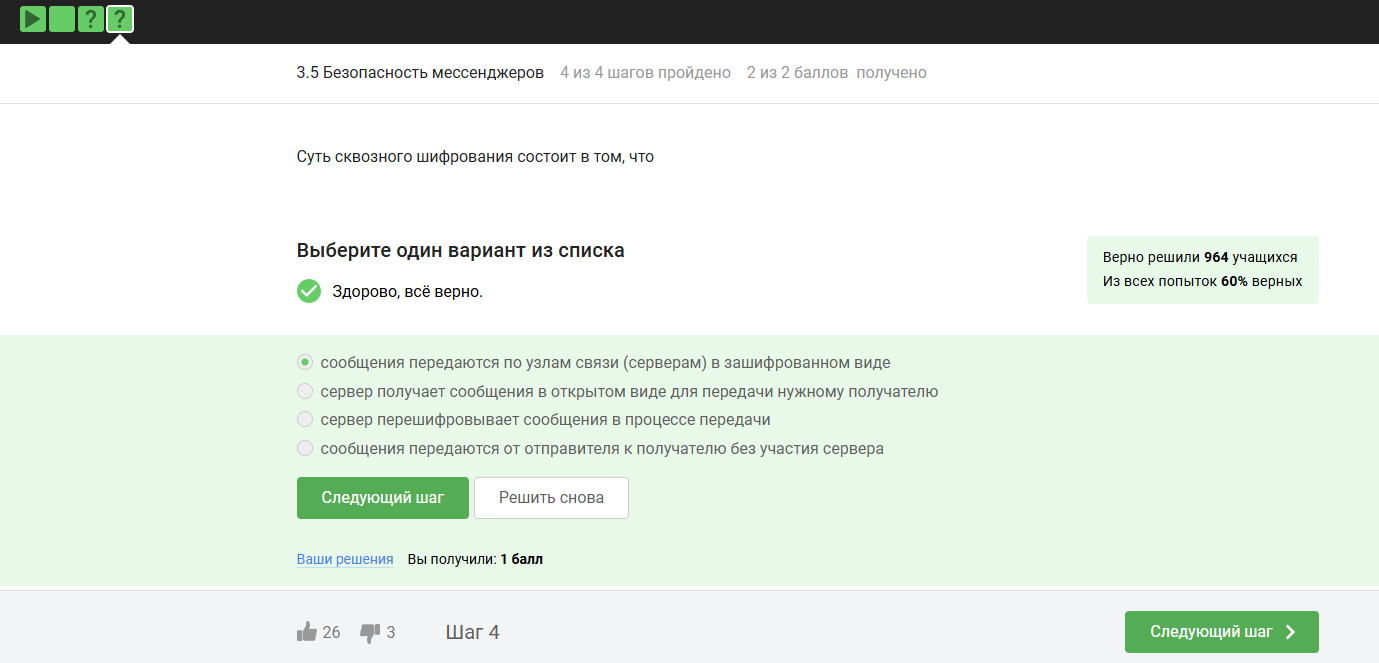 ? ?
3.5 Безопасность мессенджеров 4 из 4 шагов пройдено 2 из 2 баллов получено
Суть сквозного шифрования состоит в том, что
Выберите один вариант из списка
Здорово, всё верно.
Верно решили 964 учащихся
Из всех попыток 60% верных
сообщения передаются по узлам связи (серверам) в зашифрованном виде
сервер получает сообщения в открытом виде для передачи нужному получателю
сервер перешифровывает сообщения в процессе передачи
сообщения передаются от отправителя к получателю без участия сервера
Следующий шаг Решить снова
Ваши решения Вы получили: 1 балл
26 3 Шаг 4 Следующий шаг